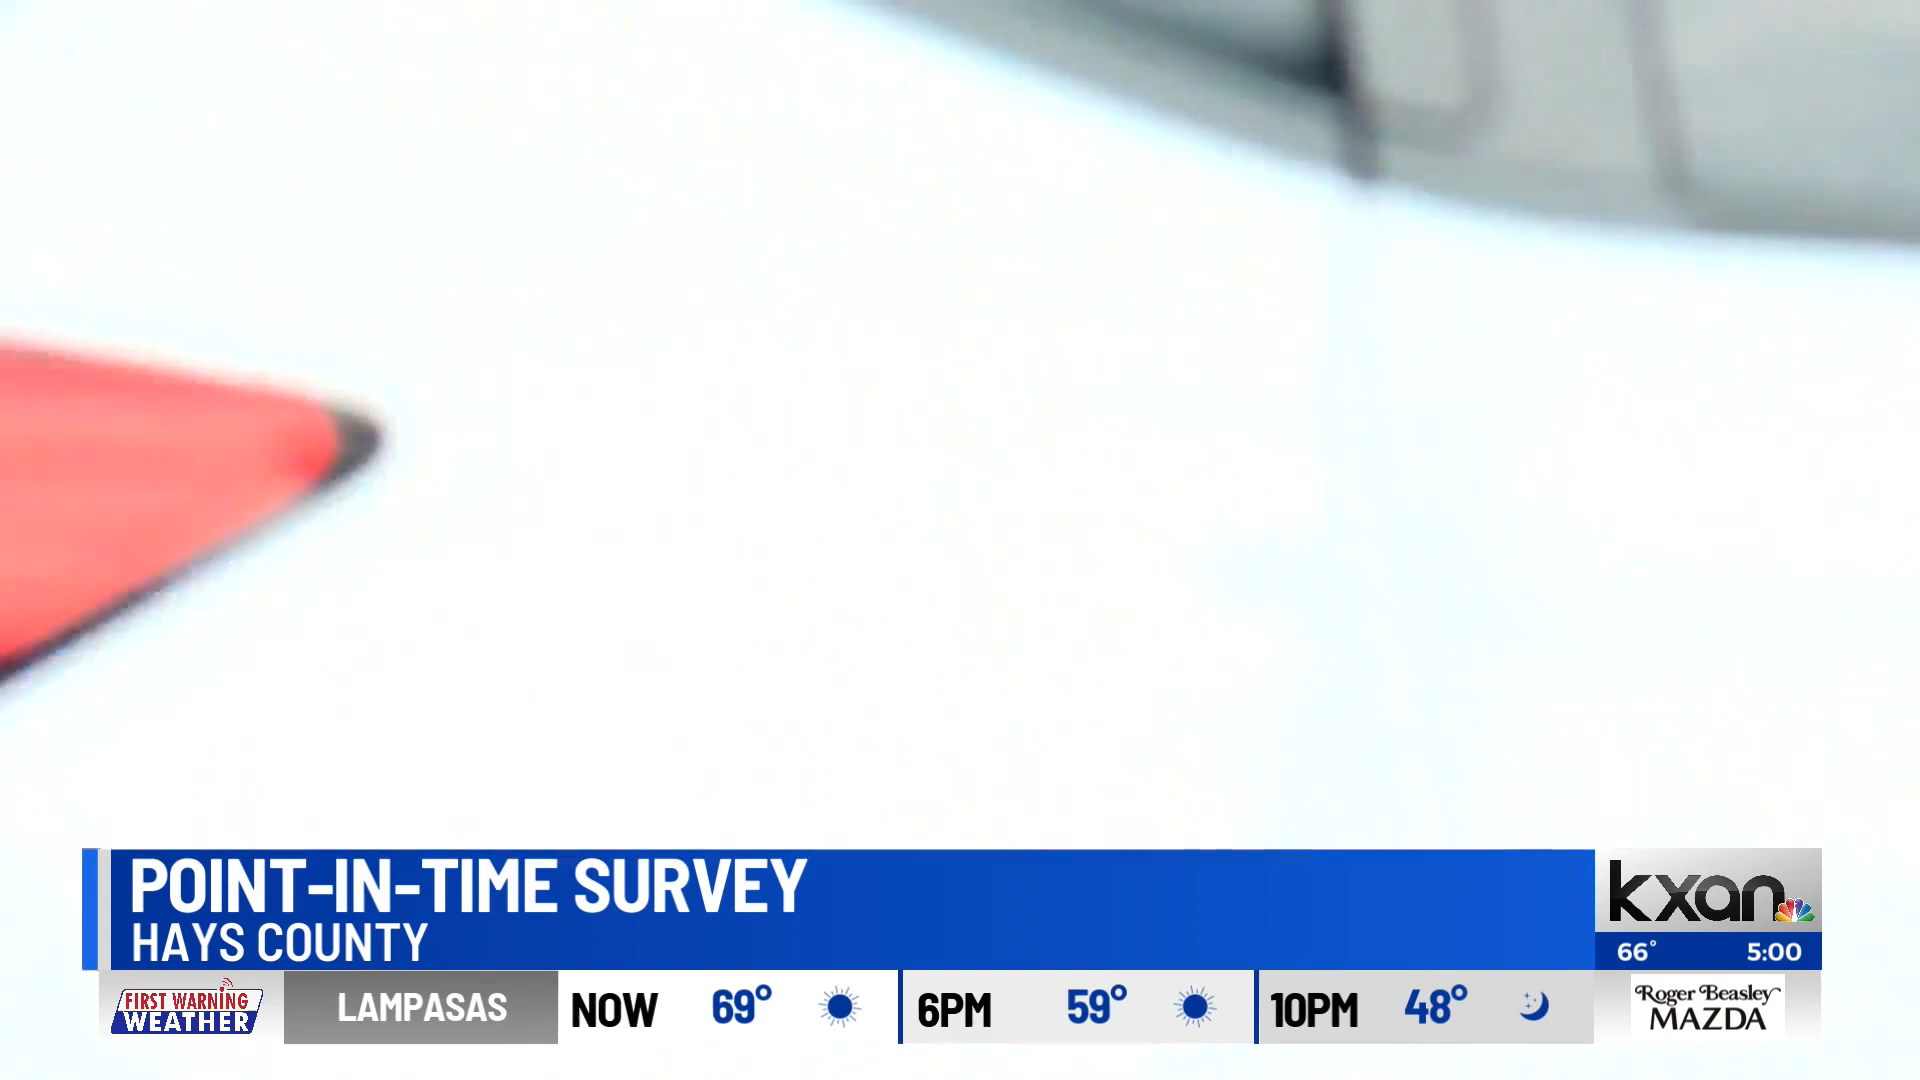 POINT-IN-TIME SURVEY
HAYS COUNTY
kxan
66° 5:00
FIRST WARNING
WEATHER
LAMPASAS
NOW 69°
6PM 59°
10PM 48°
Roger Beasley
MAZDA